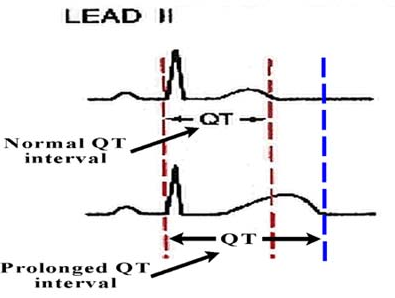 LEAD II
QT
Normal QT
interval
QT
Prolonged QT
interval